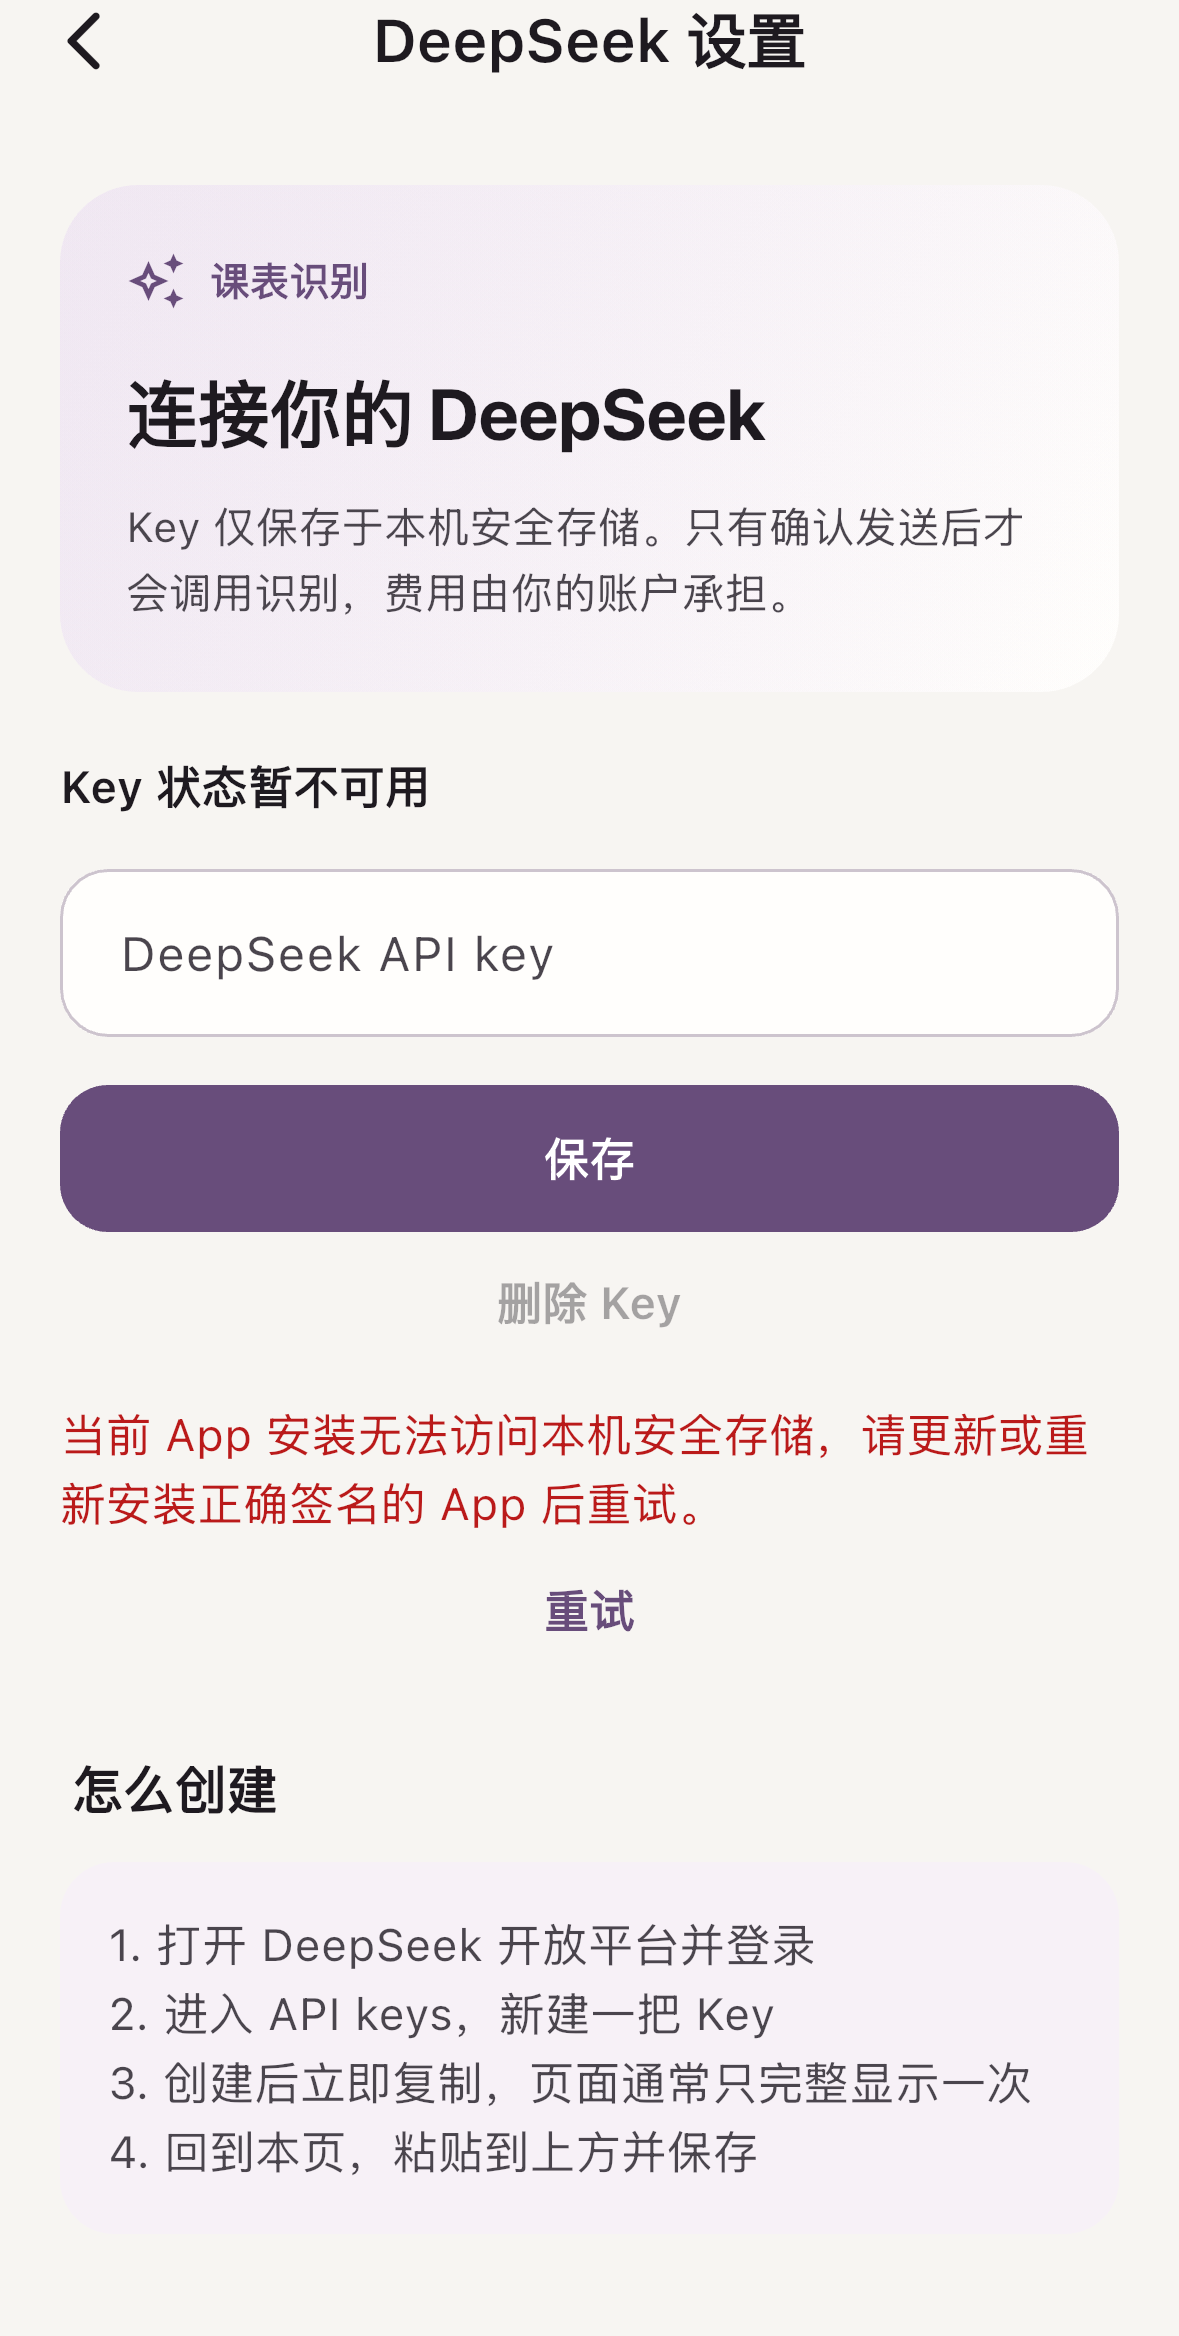 DeepSeek 设置
课表识别
连接你的 DeepSeek
Key 仅保存于本机安全存储。只有确认发送后才
会调用识别，费用由你的账户承担。
Key 状态暂不可用
DeepSeek API key
保存
删除 Key
当前 App 安装无法访问本机安全存储，请更新或重
新安装正确签名的 App 后重试。
重试
怎么创建
1. 打开 DeepSeek 开放平台并登录
2. 进入 API keys，新建一把 Key
3. 创建后立即复制，页面通常只完整显示一次
4. 回到本页，粘贴到上方并保存